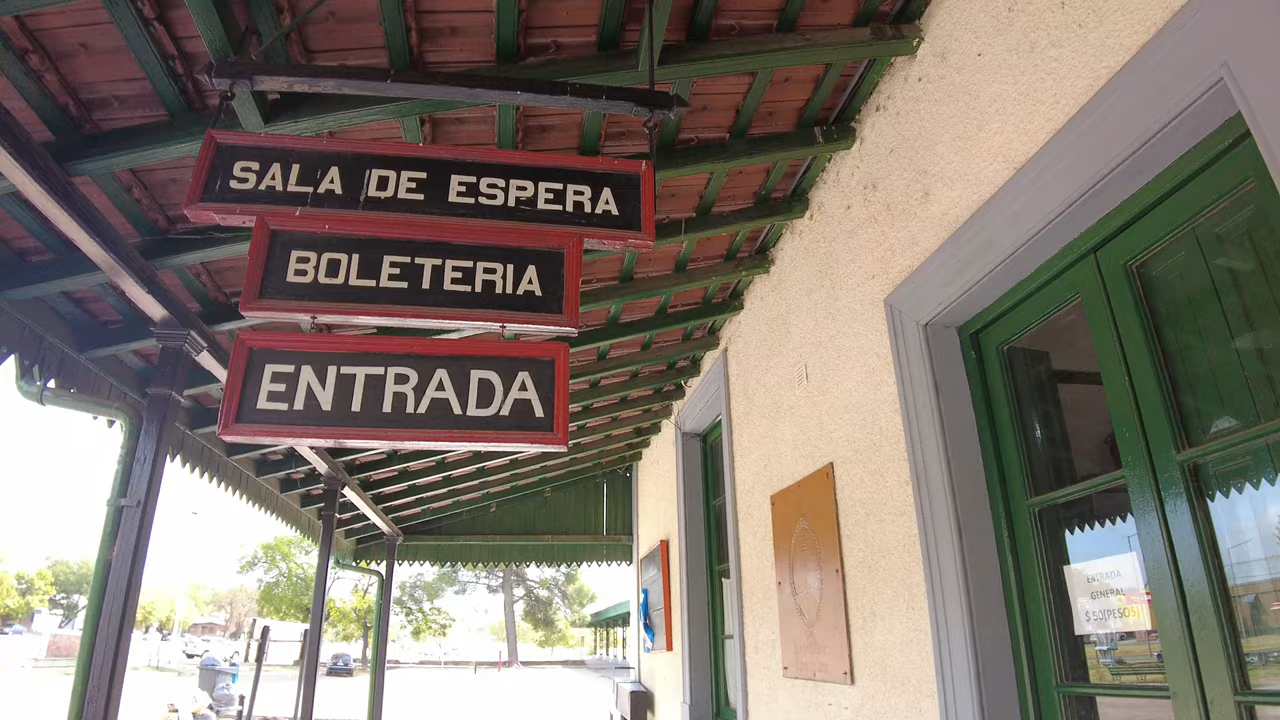 SALA DE ESPERA
BOLETERIA
ENTRADA
ENTRADA
GENERAL
$50(PESOS)